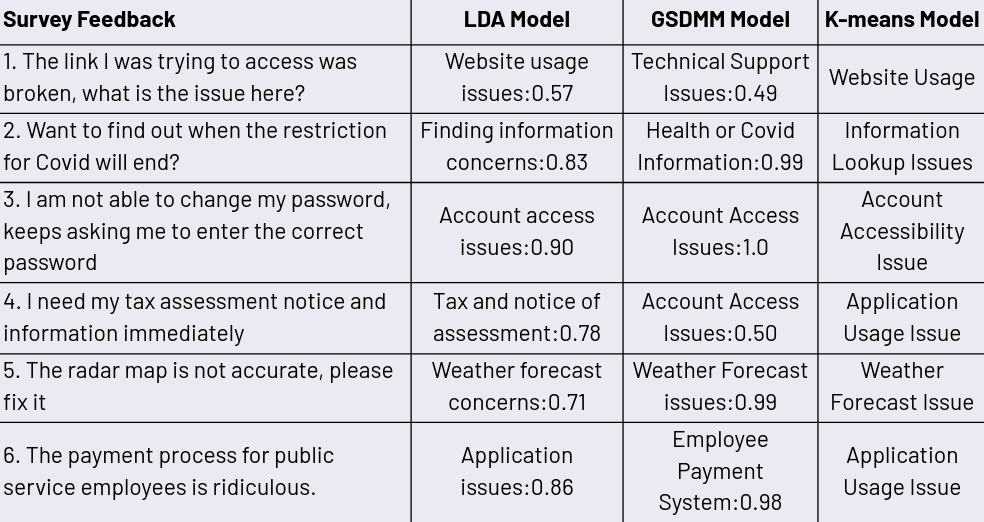 Survey Feedback
LDA Model
GSDMM Model
K-means Model
1. The link I was trying to access was
broken, what is the issue here?
Website usage
issues:0.57
Technical Support
Issues:0.49
Website Usage
2. Want to find out when the restriction
for Covid will end?
Finding information
concerns:0.83
Health or Covid
Information:0.99
Information
Lookup Issues
3. I am not able to change my password,
keeps asking me to enter the correct
password
Account access
issues:0.90
Account Access
Issues:1.0
Account
Accessibility
Issue
4. I need my tax assessment notice and
information immediately
Tax and notice of
assessment:0.78
Account Access
Issues:0.50
Application
Usage Issue
5. The radar map is not accurate, please
fix it
Weather forecast
concerns:0.71
Weather Forecast
issues:0.99
Weather
Forecast Issue
6. The payment process for public
service employees is ridiculous.
Application
issues:0.86
Employee
Payment
System:0.98
Application
Usage Issue